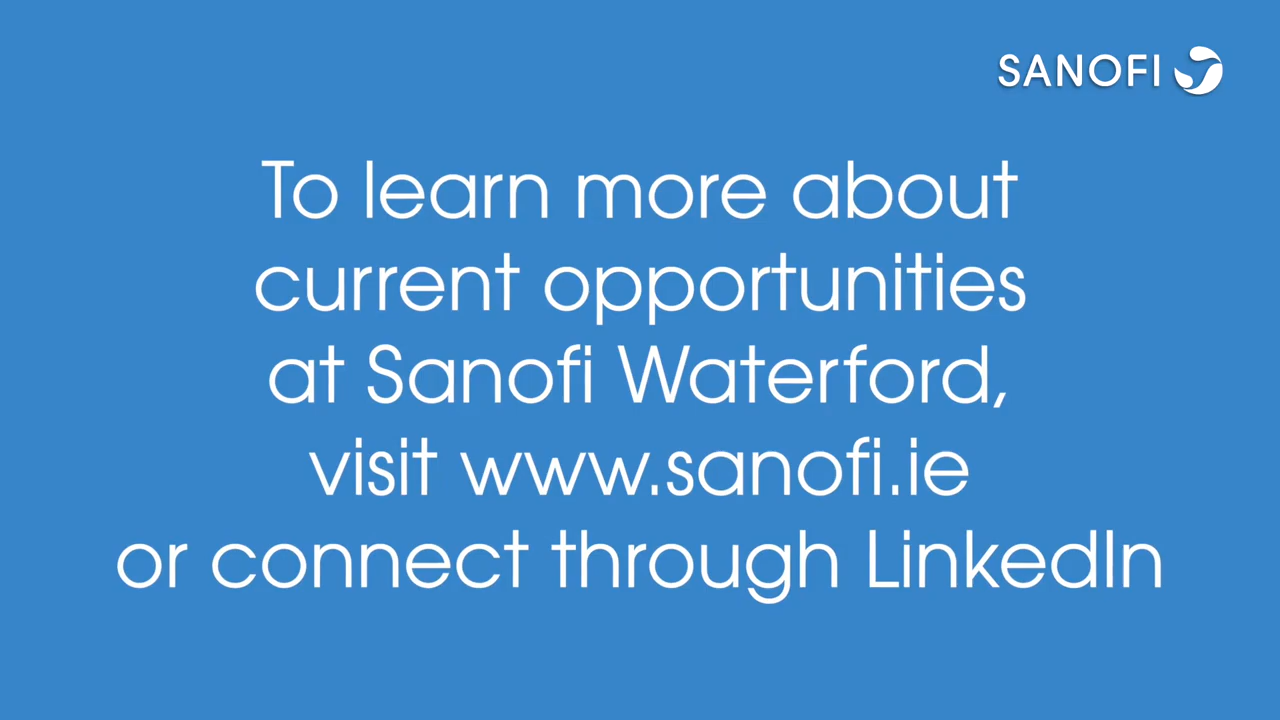 SANOFI
To learn more about
current opportunities
at Sanofi Waterford,
visit www.sanofi.ie
or connect through LinkedIn